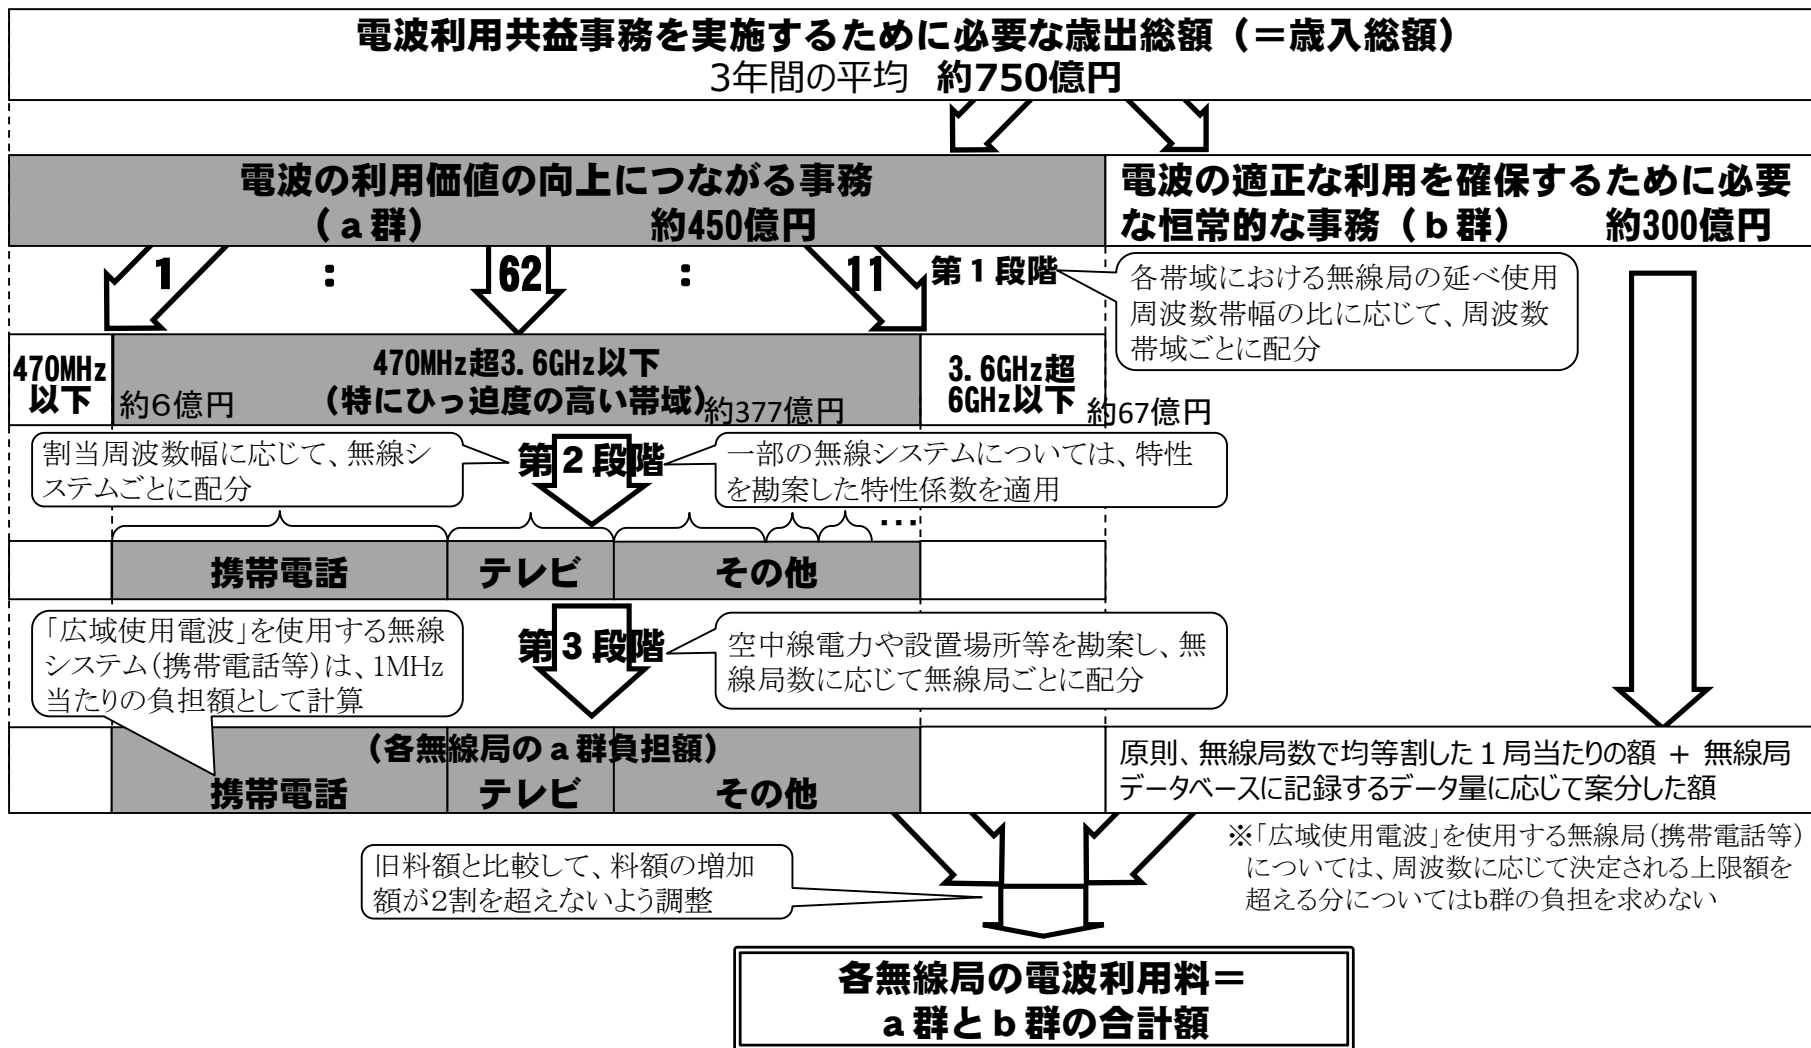 電波利用共益事務を実施するために必要な歳出総額（＝歳入総額）
3年間の平均　約750億円
電波の利用価値の向上につながる事務
（ａ群）　約450億円
電波の適正な利用を確保するために必要
な恒常的な事務（ｂ群）　約300億円
1　：　62　：　11
第１段階
各帯域における無線局の延べ使用
周波数帯幅の比に応じて、周波数
帯域ごとに配分
470MHz
以下
約６億円
470MHz超3.6GHz以下
（特にひっ迫度の高い帯域）
約377億円
3.6GHz超
6GHz以下
約67億円
割当周波数幅に応じて、無線シ
ステムごとに配分
第２段階
一部の無線システムについては、特性
を勘案した特性係数を適用
…
携帯電話　テレビ　その他
「広域使用電波」を使用する無線
システム（携帯電話等）は、1MHz
当たりの負担額として計算
第３段階
空中線電力や設置場所等を勘案し、無
線局数に応じて無線局ごとに配分
（各無線局のａ群負担額）
携帯電話　テレビ　その他
原則、無線局数で均等割した１局当たりの額 ＋ 無線局
データベースに記録するデータ量に応じて案分した額
※「広域使用電波」を使用する無線局（携帯電話等）
については、周波数に応じて決定される上限額を
超える分についてはb群の負担を求めない
旧料額と比較して、料額の増加
額が２割を超えないよう調整
各無線局の電波利用料＝
ａ群とｂ群の合計額